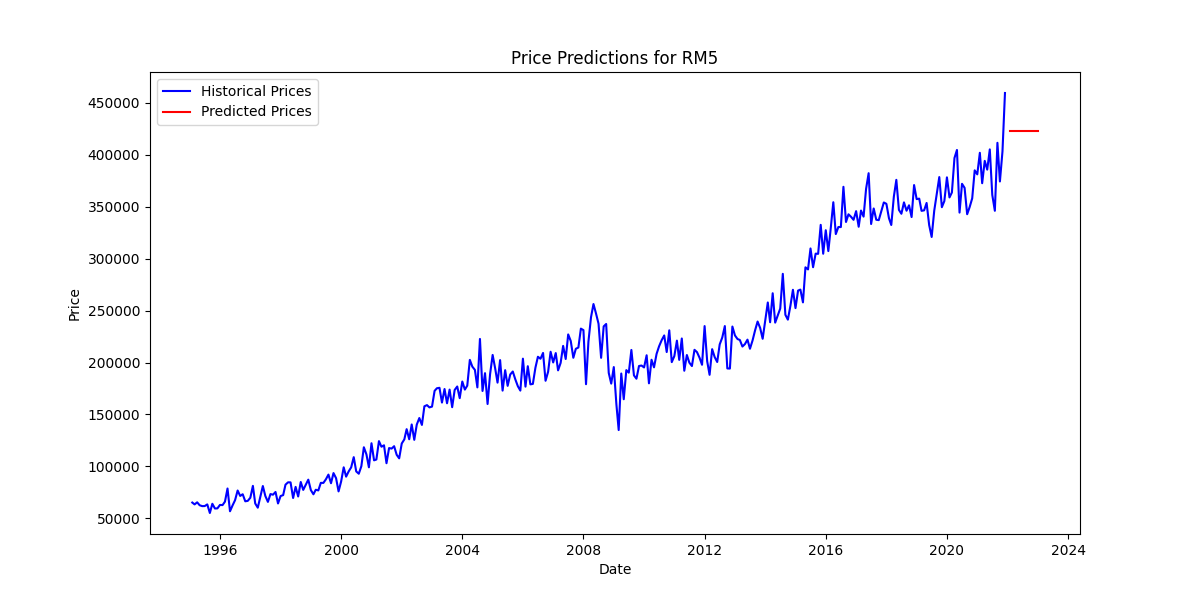 Price Predictions for RM5
Historical Prices
Predicted Prices
450000
400000
350000
300000
250000
200000
150000
100000
50000
Price
1996 2000 2004 2008 2012 2016 2020 2024
Date